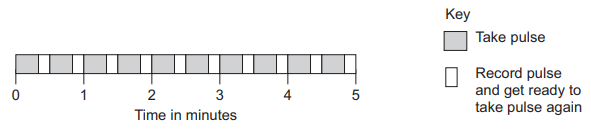 Key
Take pulse
Record pulse
and get ready to
take pulse again
0 1 2 3 4 5
Time in minutes